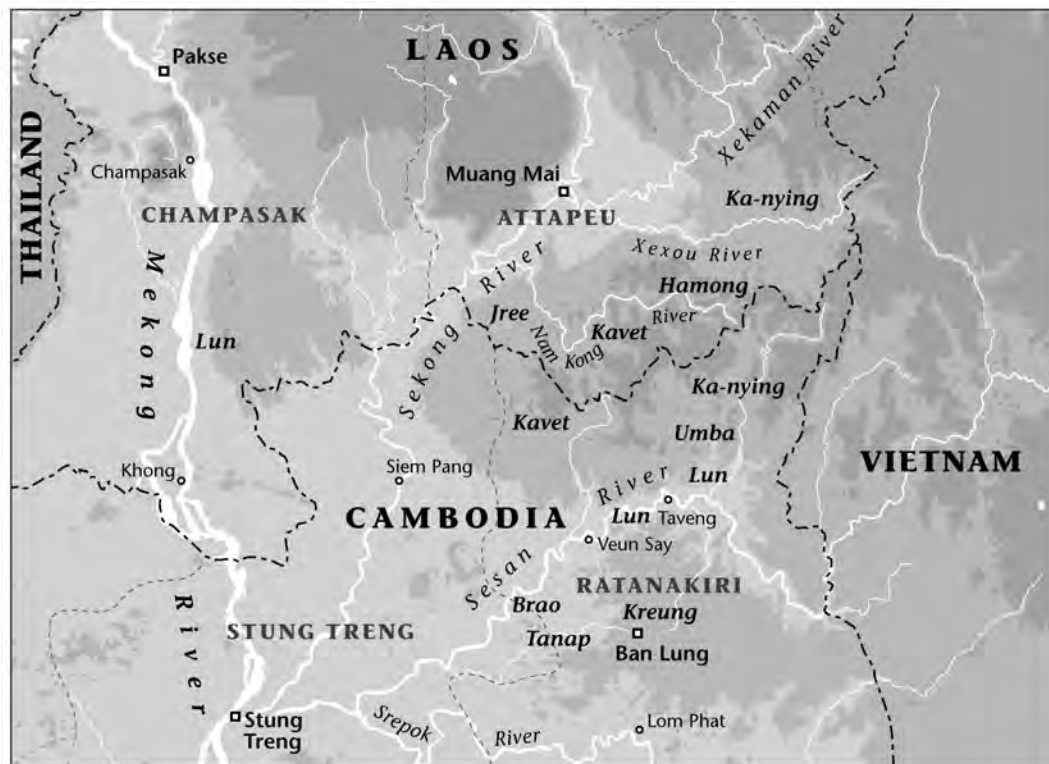 LAOS
Pakse
THAILAND
Xekaman River
Champasak
Muang Mai
Ka-nying
CHAMPASAK
ATTAPEU
Xexou River
Mekong River
Sekong River
Hamong
Jree
Kavet
Nam Kong River
Lun
Ka-nying
Kavet
Umba
Khong
Siem Pang
VIETNAM
Lun
CAMBODIA
Lun
Taveng
Veun Say
Sesan River
RATANAKIRI
Brao
Kreung
STUNG TRENG
Tanap
Ban Lung
Stung
Treng
Srepok River
Lom Phat